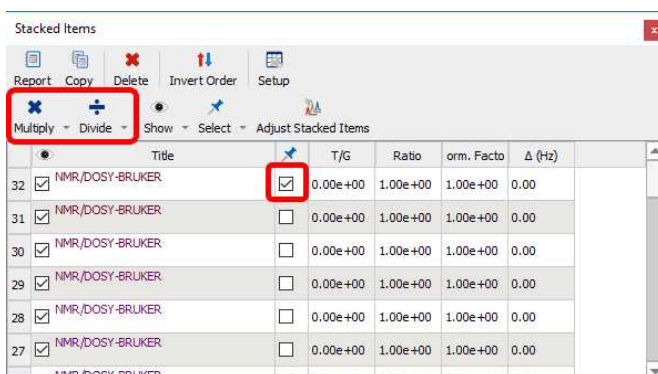 Stacked Items
Report Copy Delete Invert Order Setup
Multiply Divide Show Select Adjust Stacked Items
Title T/G Ratio orm. Facto Δ (Hz)
32 NMR/DOSY-BRUKER 0.00e+00 1.00e+00 1.00e+00 0.00
31 NMR/DOSY-BRUKER 0.00e+00 1.00e+00 1.00e+00 0.00
30 NMR/DOSY-BRUKER 0.00e+00 1.00e+00 1.00e+00 0.00
29 NMR/DOSY-BRUKER 0.00e+00 1.00e+00 1.00e+00 0.00
28 NMR/DOSY-BRUKER 0.00e+00 1.00e+00 1.00e+00 0.00
27 NMR/DOSY-BRUKER 0.00e+00 1.00e+00 1.00e+00 0.00
NMR/DOSY-BRUKER